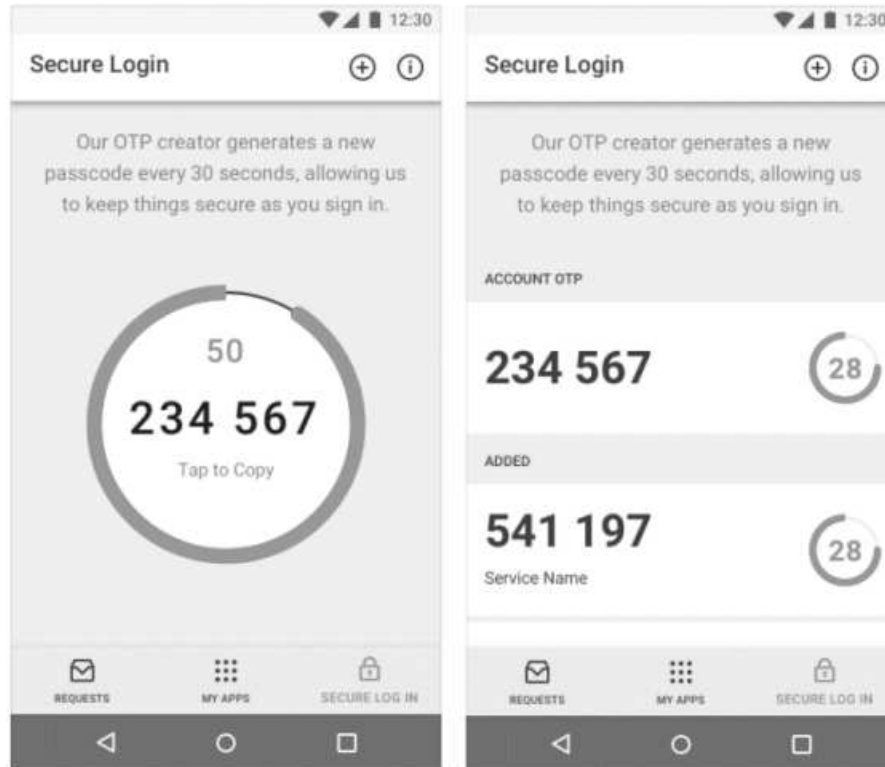 12:30
Secure Login
Our OTP creator generates a new
passcode every 30 seconds, allowing us
to keep things secure as you sign in.
50
234 567
Tap to Copy
REQUESTS
MY APPS
SECURE LOG IN
12:30
Secure Login
Our OTP creator generates a new
passcode every 30 seconds, allowing us
to keep things secure as you sign in.
ACCOUNT OTP
234 567
28
ADDED
541 197
28
Service Name
REQUESTS
MY APPS
SECURE LOG IN